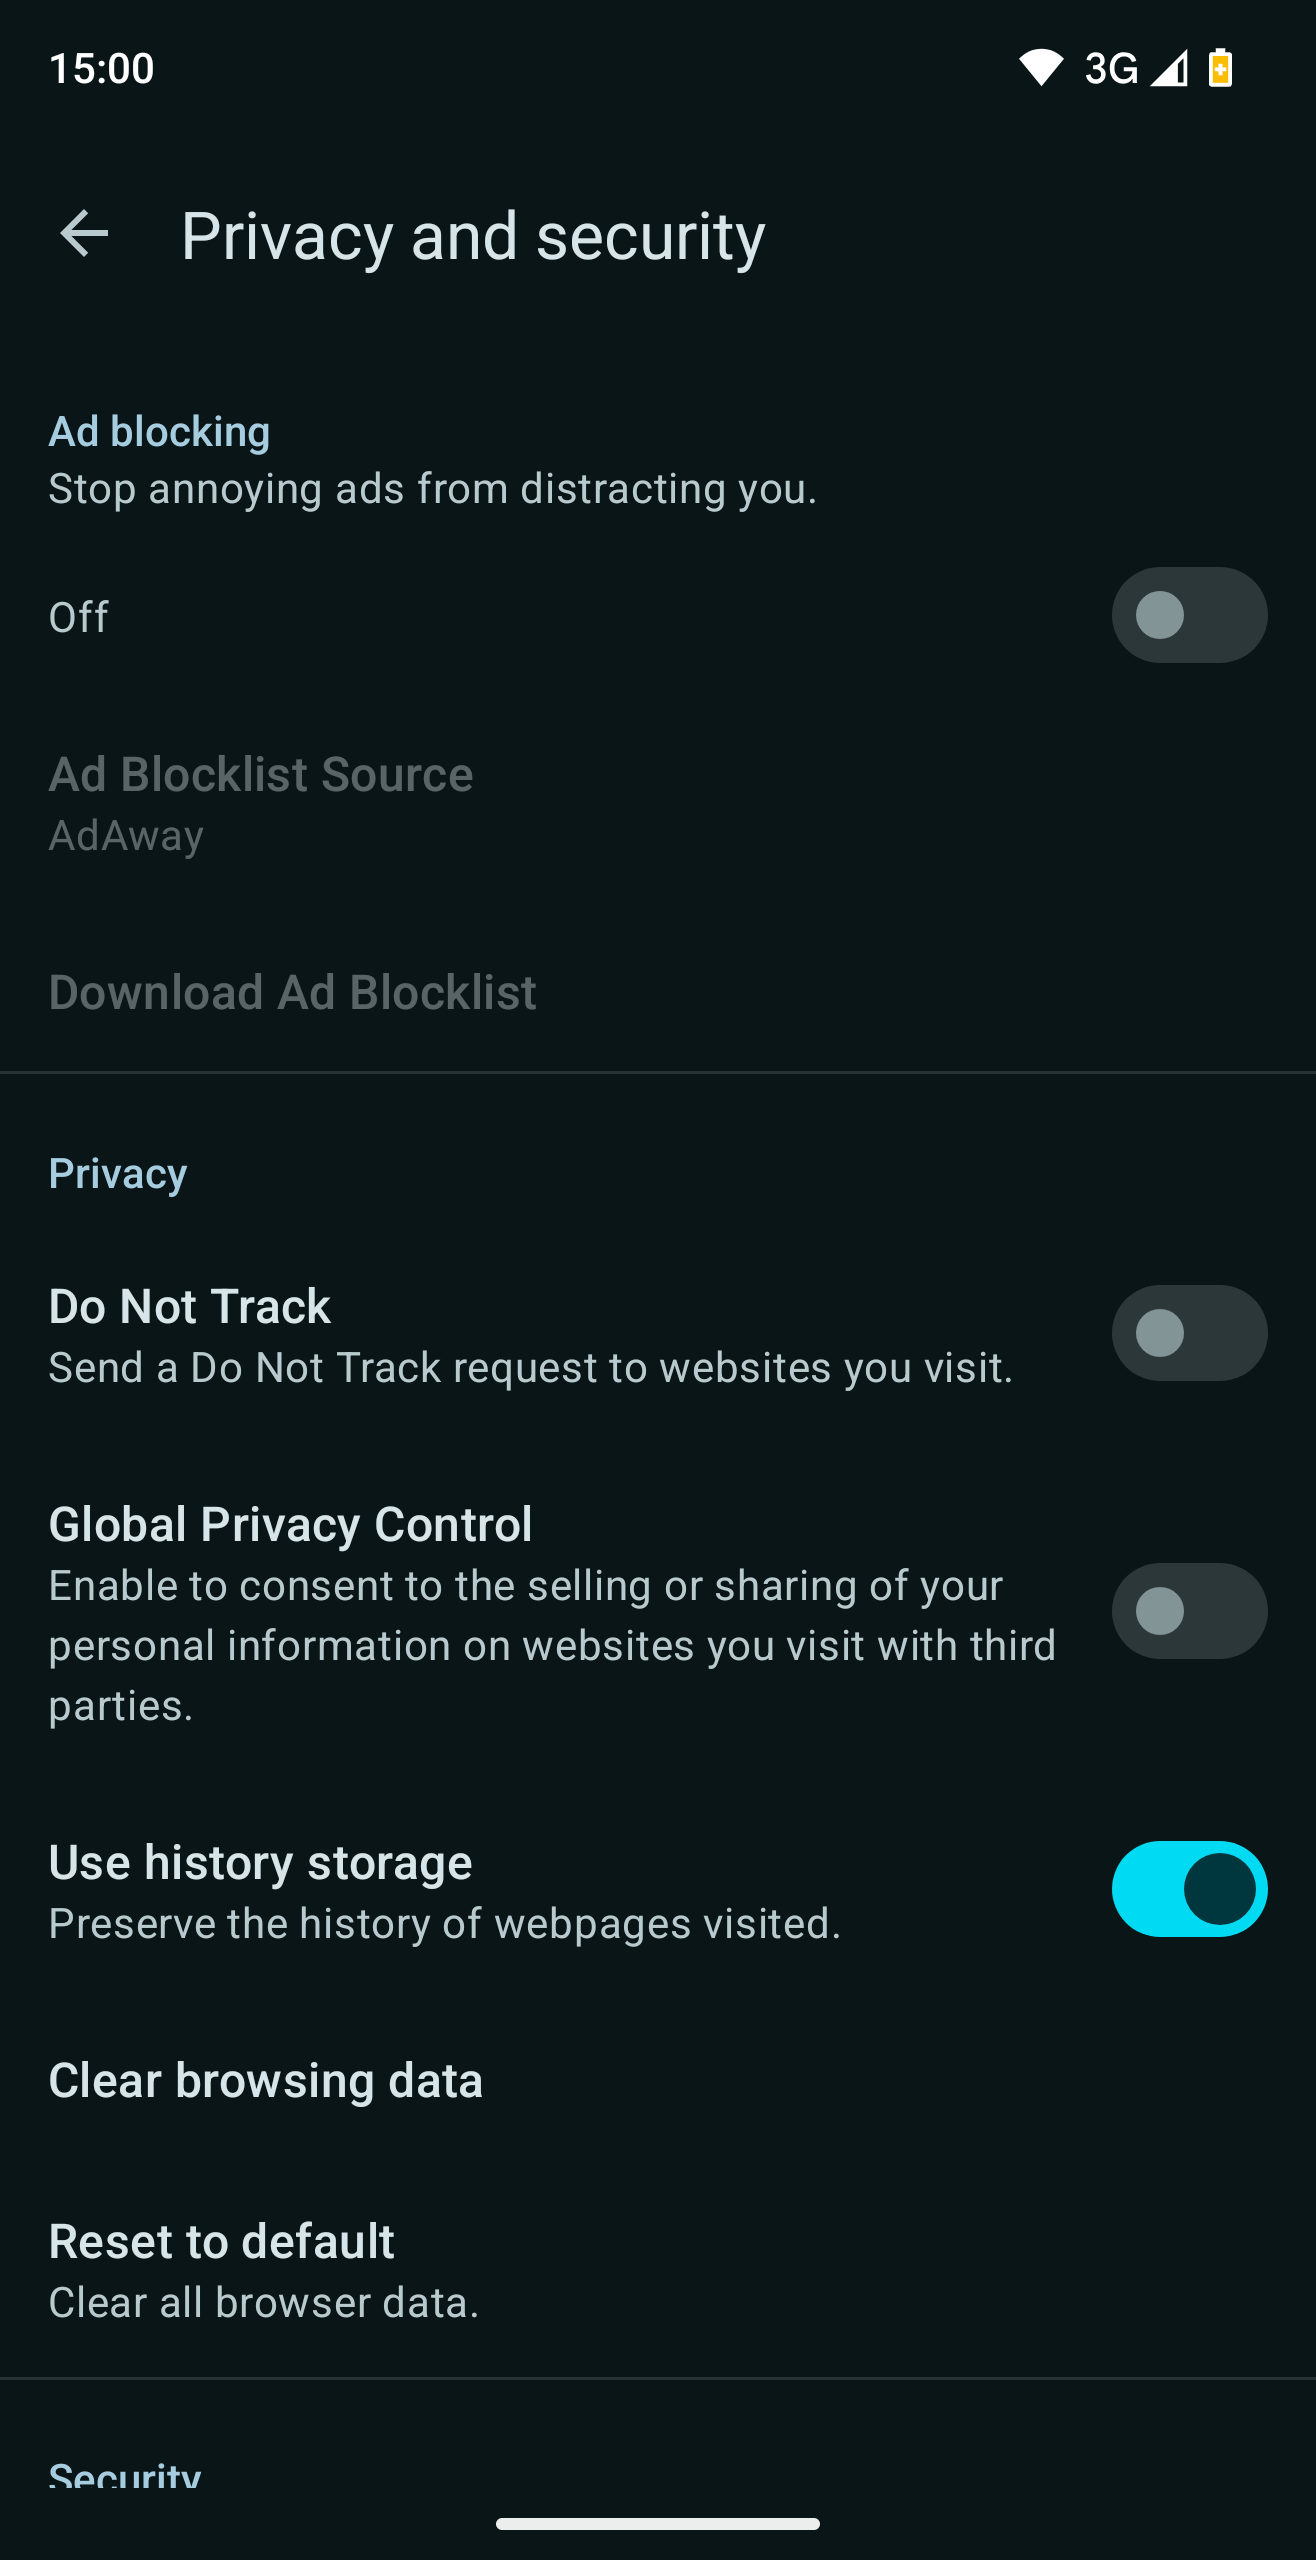 15:00
3G
Privacy and security
Ad blocking
Stop annoying ads from distracting you.
Off
Ad Blocklist Source
AdAway
Download Ad Blocklist
Privacy
Do Not Track
Send a Do Not Track request to websites you visit.
Global Privacy Control
Enable to consent to the selling or sharing of your
personal information on websites you visit with third
parties.
Use history storage
Preserve the history of webpages visited.
Clear browsing data
Reset to default
Clear all browser data.
Security